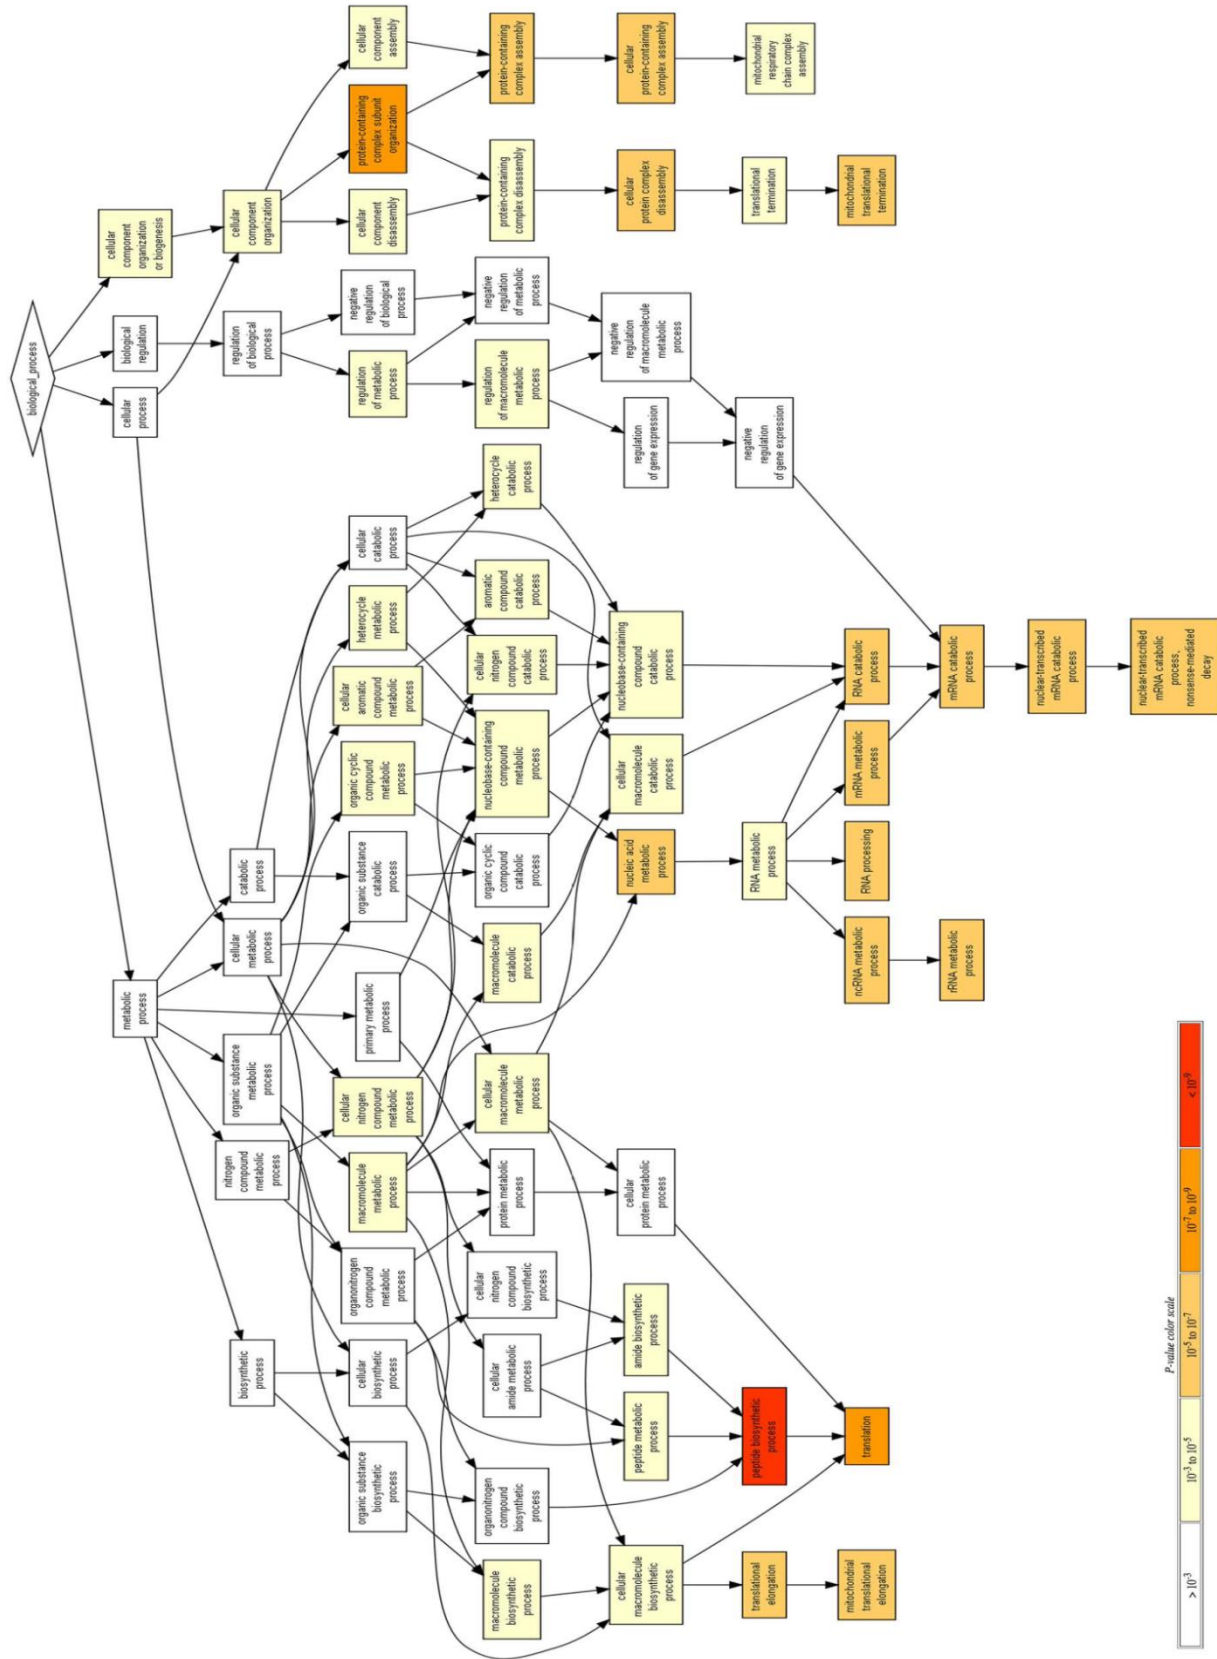 biological_process
metabolic
process
cellular
process
biological
regulation
cellular
component
organization
or biogenesis
biosynthetic
process
nitrogen
compound metabolic
process
organic substance
metabolic
process
cellular
metabolic
process
catabolic
process
regulation
of biological
process
cellular
component
organization
organic substance
biosynthetic
process
cellular
biosynthetic
process
organonitrogen
compound metabolic
process
macromolecule
metabolic
process
cellular
nitrogen
compound metabolic
process
primary metabolic
process
organic substance
catabolic
process
organic cyclic
compound metabolic
process
cellular
aromatic compound
metabolic
process
heterocycle
metabolic
process
cellular
catabolic
process
regulation
of metabolic
process
negative
regulation
of biological
process
cellular
component
disassembly
protein-containing
complex subunit
organization
cellular
component
assembly
macromolecule
biosynthetic
process
organonitrogen
compound
biosynthetic
process
cellular
amide metabolic
process
cellular
nitrogen
compound
biosynthetic
process
protein metabolic
process
cellular
macromolecule
metabolic
process
macromolecule
catabolic
process
organic cyclic
compound
catabolic
process
nucleobase-containing
compound
metabolic
process
cellular
nitrogen
compound
catabolic
process
aromatic
compound
catabolic
process
heterocycle
catabolic
process
regulation
of macromolecule
metabolic
process
negative
regulation
of metabolic
process
protein-containing
complex disassembly
protein-containing
complex assembly
cellular
macromolecule
biosynthetic
process
peptide metabolic
process
amide biosynthetic
process
cellular
protein metabolic
process
nucleic acid
metabolic
process
cellular
macromolecule
catabolic
process
nucleobase-containing
compound
catabolic
process
regulation
of gene expression
negative
regulation
of macromolecule
metabolic
process
cellular
protein complex
disassembly
cellular
protein-containing
complex assembly
translational
elongation
peptide biosynthetic
process
RNA metabolic
process
negative
regulation
of gene expression
translational
termination
mitochondrial
respiratory
chain complex
assembly
mitochondrial
translational
elongation
translation
ncRNA metabolic
process
RNA processing
mRNA metabolic
process
RNA catabolic
process
mitochondrial
translational
termination
rRNA metabolic
process
mRNA catabolic
process
nuclear-transcribed
mRNA catabolic
process
nuclear-transcribed
mRNA catabolic
process,
nonsense-mediated
decay
P-value color scale
> 10⁻³ 10⁻³ to 10⁻⁵ 10⁻⁵ to 10⁻⁷ 10⁻⁷ to 10⁻⁹ < 10⁻⁹